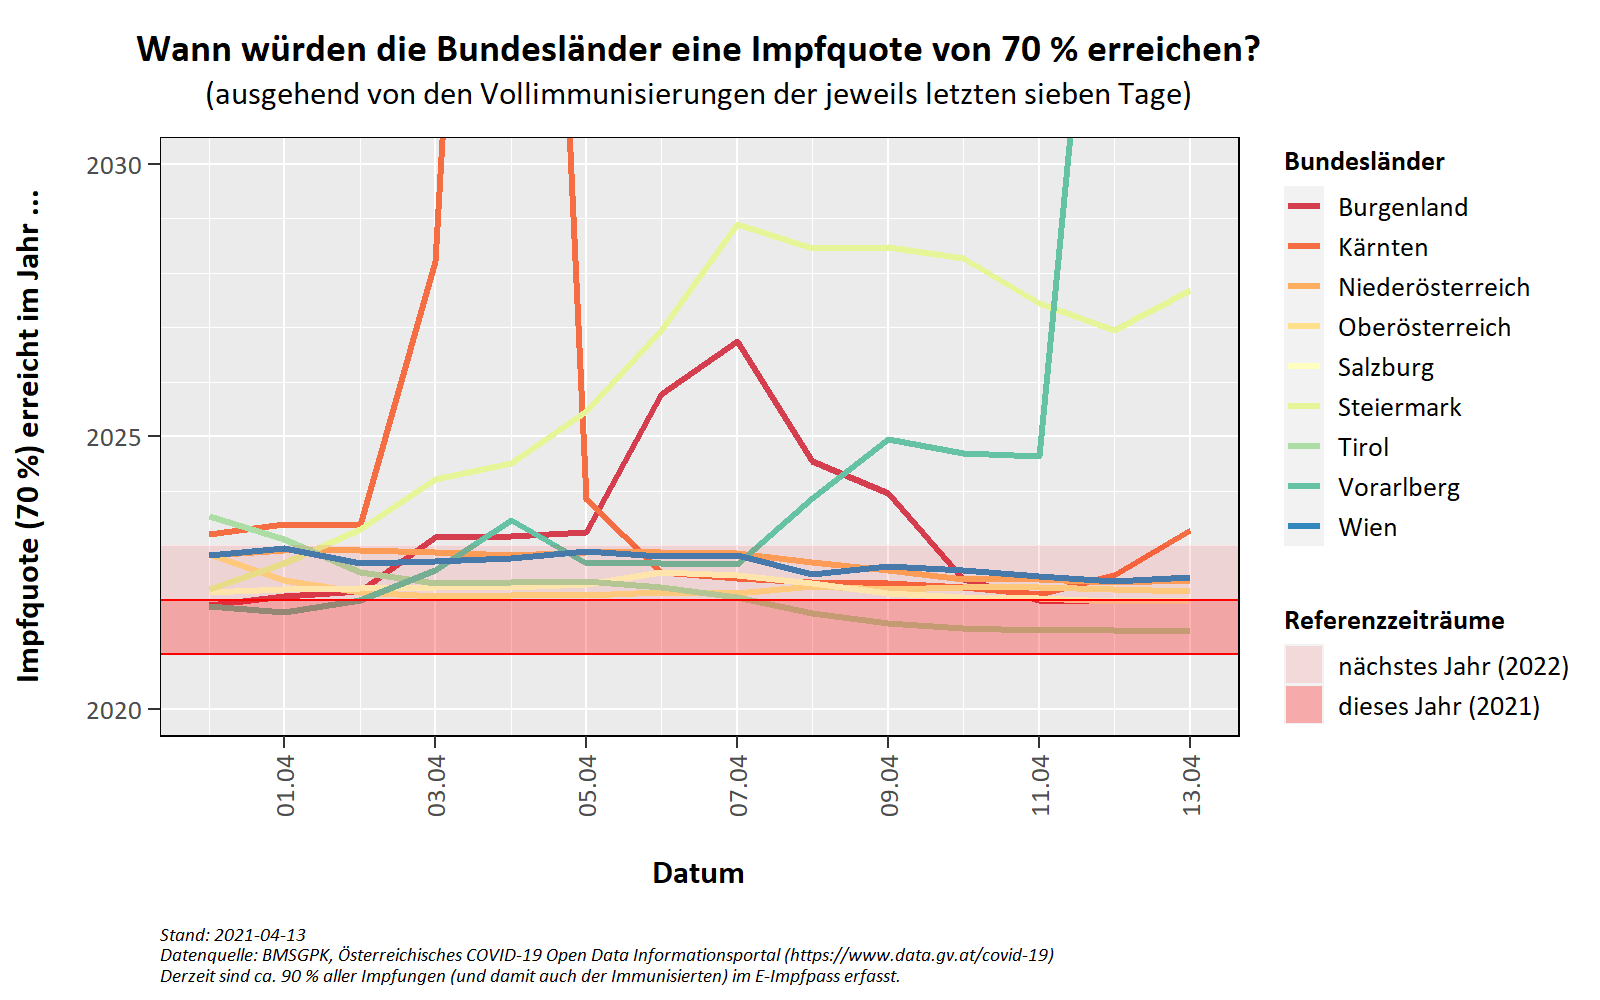 Wann würden die Bundesländer eine Impfquote von 70 % erreichen?
(ausgehend von den Vollimmunisierungen der jeweils letzten sieben Tage)
Impfquote (70 %) erreicht im Jahr ...
2030
2025
2020
01.04
03.04
05.04
07.04
09.04
11.04
13.04
Datum
Bundesländer
Burgenland
Kärnten
Niederösterreich
Oberösterreich
Salzburg
Steiermark
Tirol
Vorarlberg
Wien
Referenzzeiträume
nächstes Jahr (2022)
dieses Jahr (2021)
Stand: 2021-04-13
Datenquelle: BMSGPK, Österreichisches COVID-19 Open Data Informationsportal (https://www.data.gv.at/covid-19)
Derzeit sind ca. 90 % aller Impfungen (und damit auch der Immunisierten) im E-Impfpass erfasst.